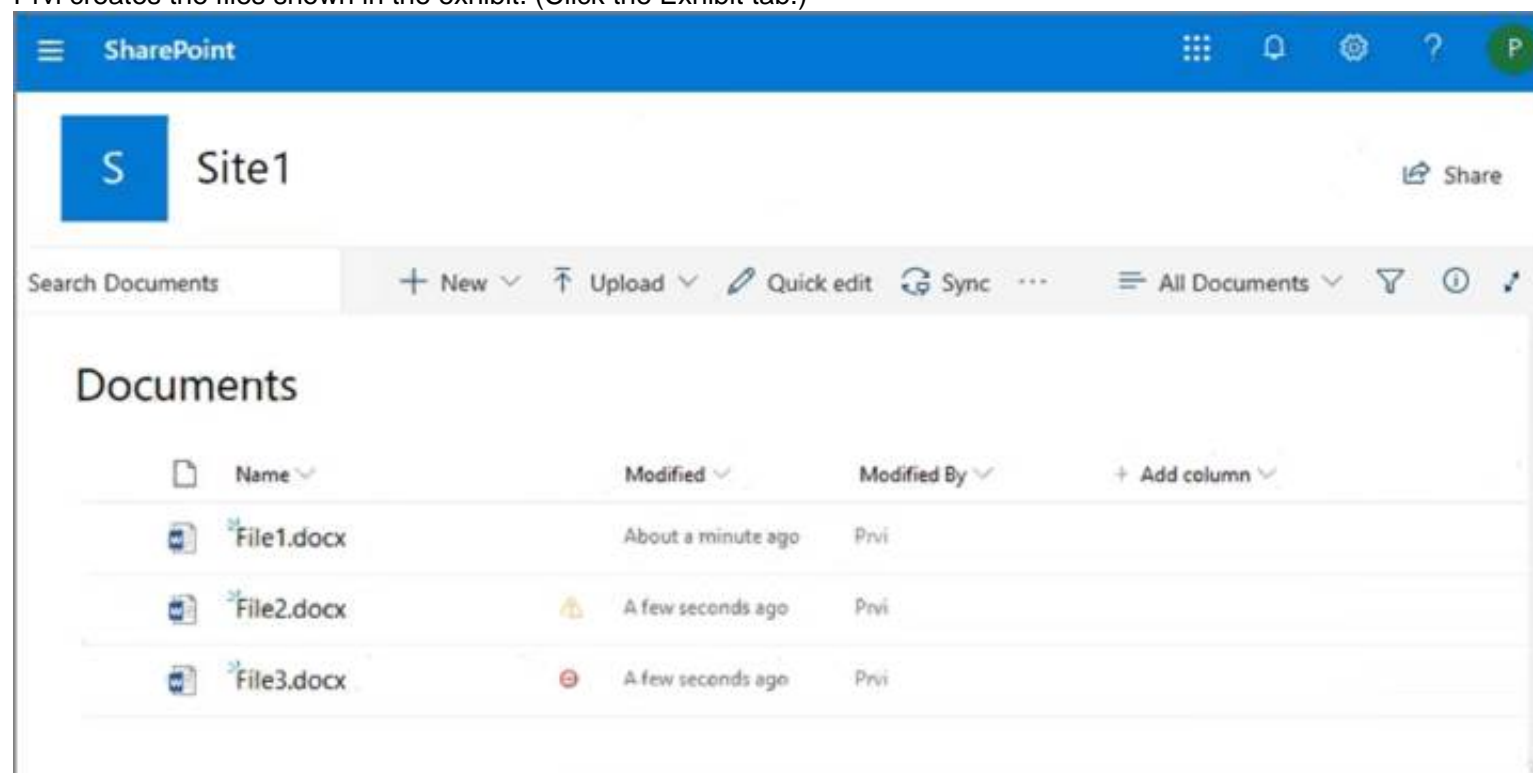 Prvi creates the files shown in the exhibit. (Click the Exhibit tab.)
SharePoint ? P
S Site1 Share
Search Documents + New Upload Quick edit Sync ... All Documents
Documents
Name Modified Modified By + Add column
File1.docx About a minute ago Prvi
File2.docx A few seconds ago Prvi
File3.docx A few seconds ago Prvi